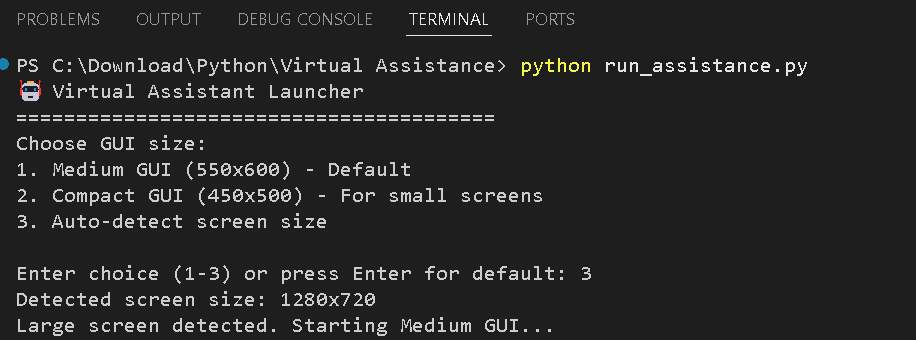 PROBLEMS OUTPUT DEBUG CONSOLE TERMINAL PORTS
PS C:\Download\Python\Virtual Assistance> python run_assistance.py
🤖 Virtual Assistant Launcher
========================================
Choose GUI size:
1. Medium GUI (550x600) - Default
2. Compact GUI (450x500) - For small screens
3. Auto-detect screen size
Enter choice (1-3) or press Enter for default: 3
Detected screen size: 1280x720
Large screen detected. Starting Medium GUI...